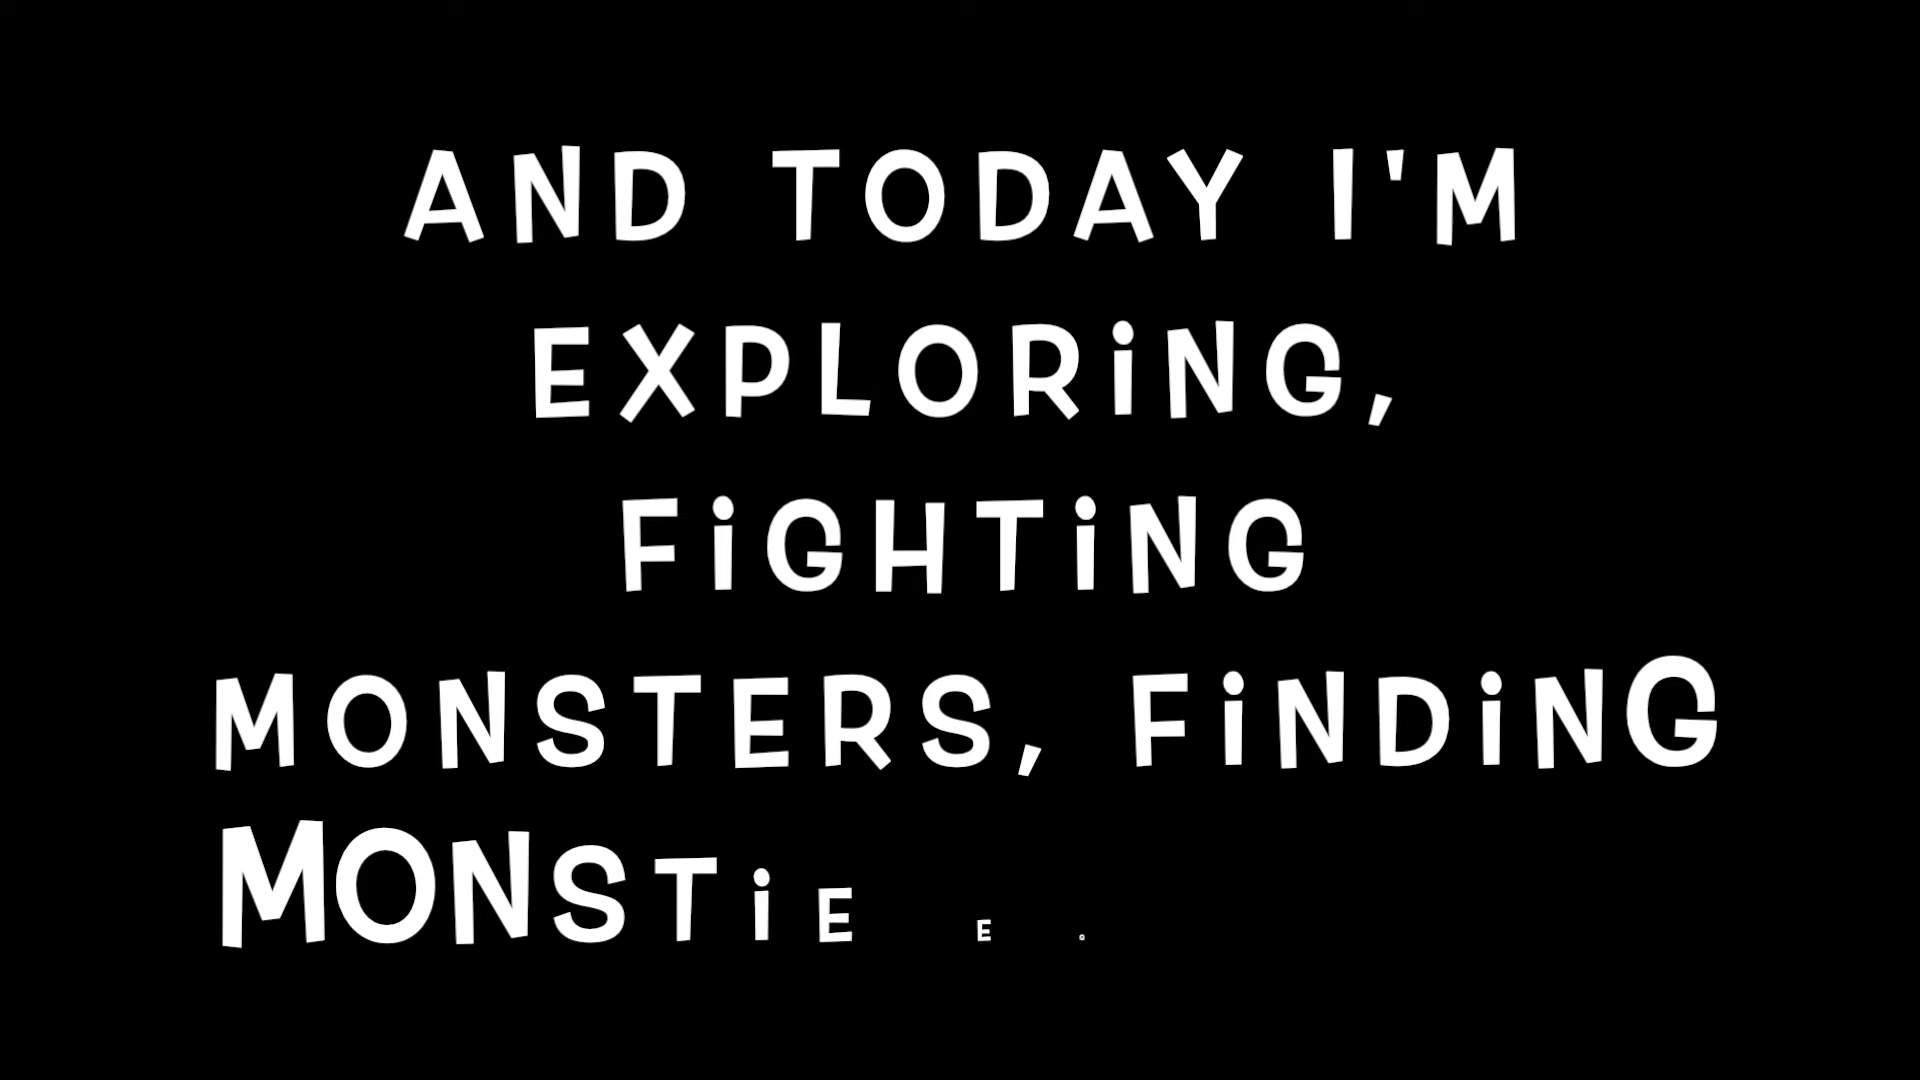 AND TODAY I'M
EXPLORING,
FIGHTING
MONSTERS, FINDING
MONSTIE E